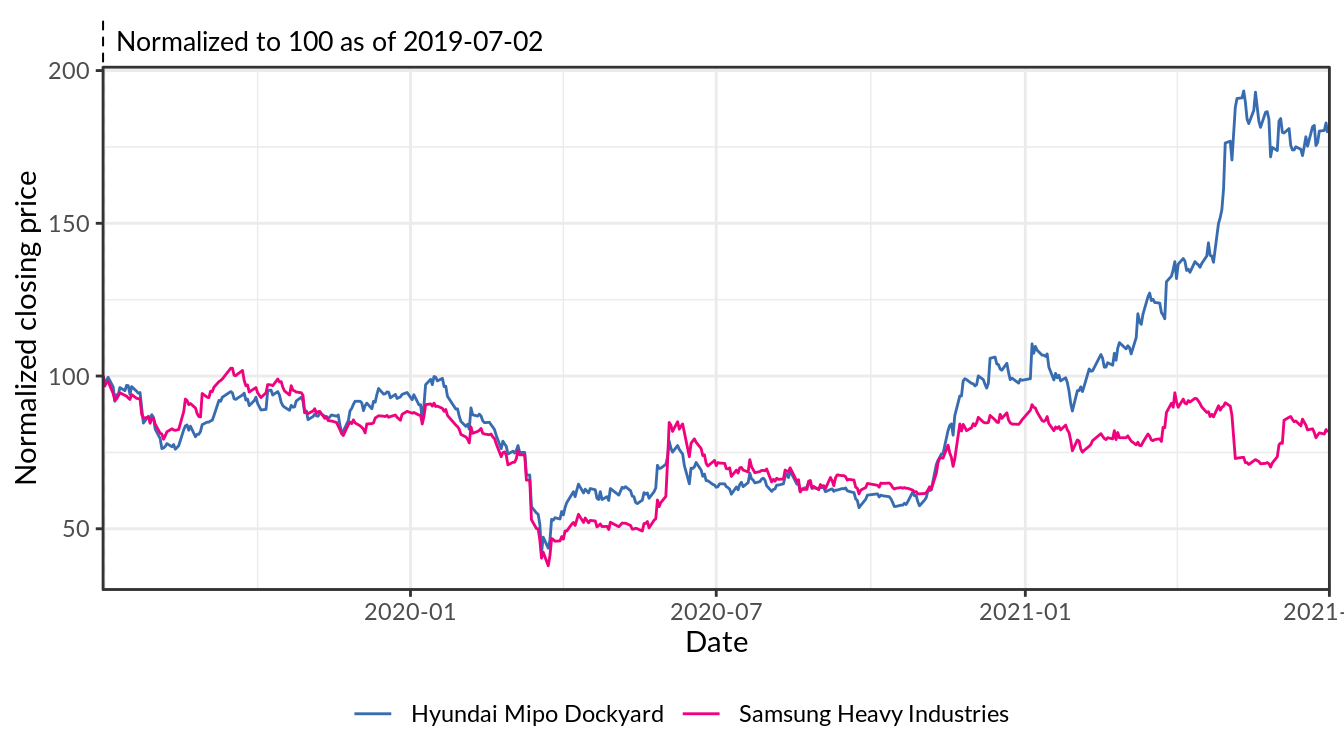 Normalized to 100 as of 2019-07-02
200
150
100
50
Normalized closing price
2020-01
2020-07
2021-01
2021-
Date
Hyundai Mipo Dockyard
Samsung Heavy Industries